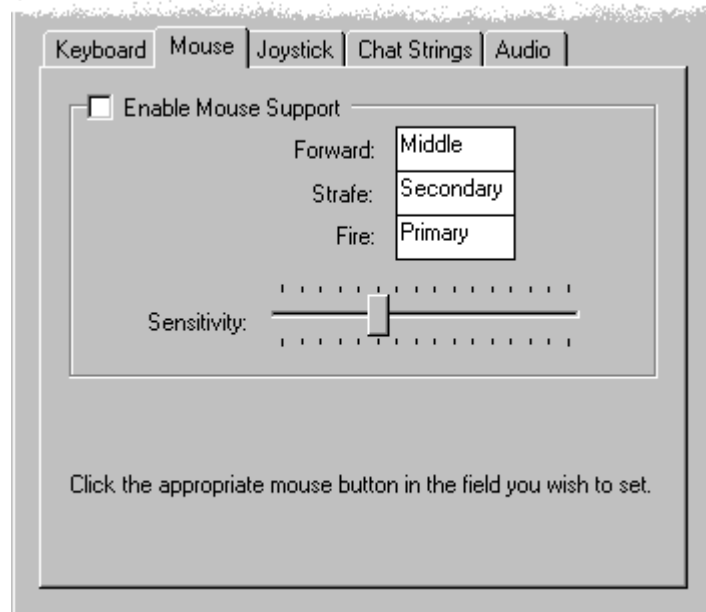 Keyboard Mouse Joystick Chat Strings Audio
Enable Mouse Support
Forward: Middle
Strafe: Secondary
Fire: Primary
Sensitivity:
Click the appropriate mouse button in the field you wish to set.